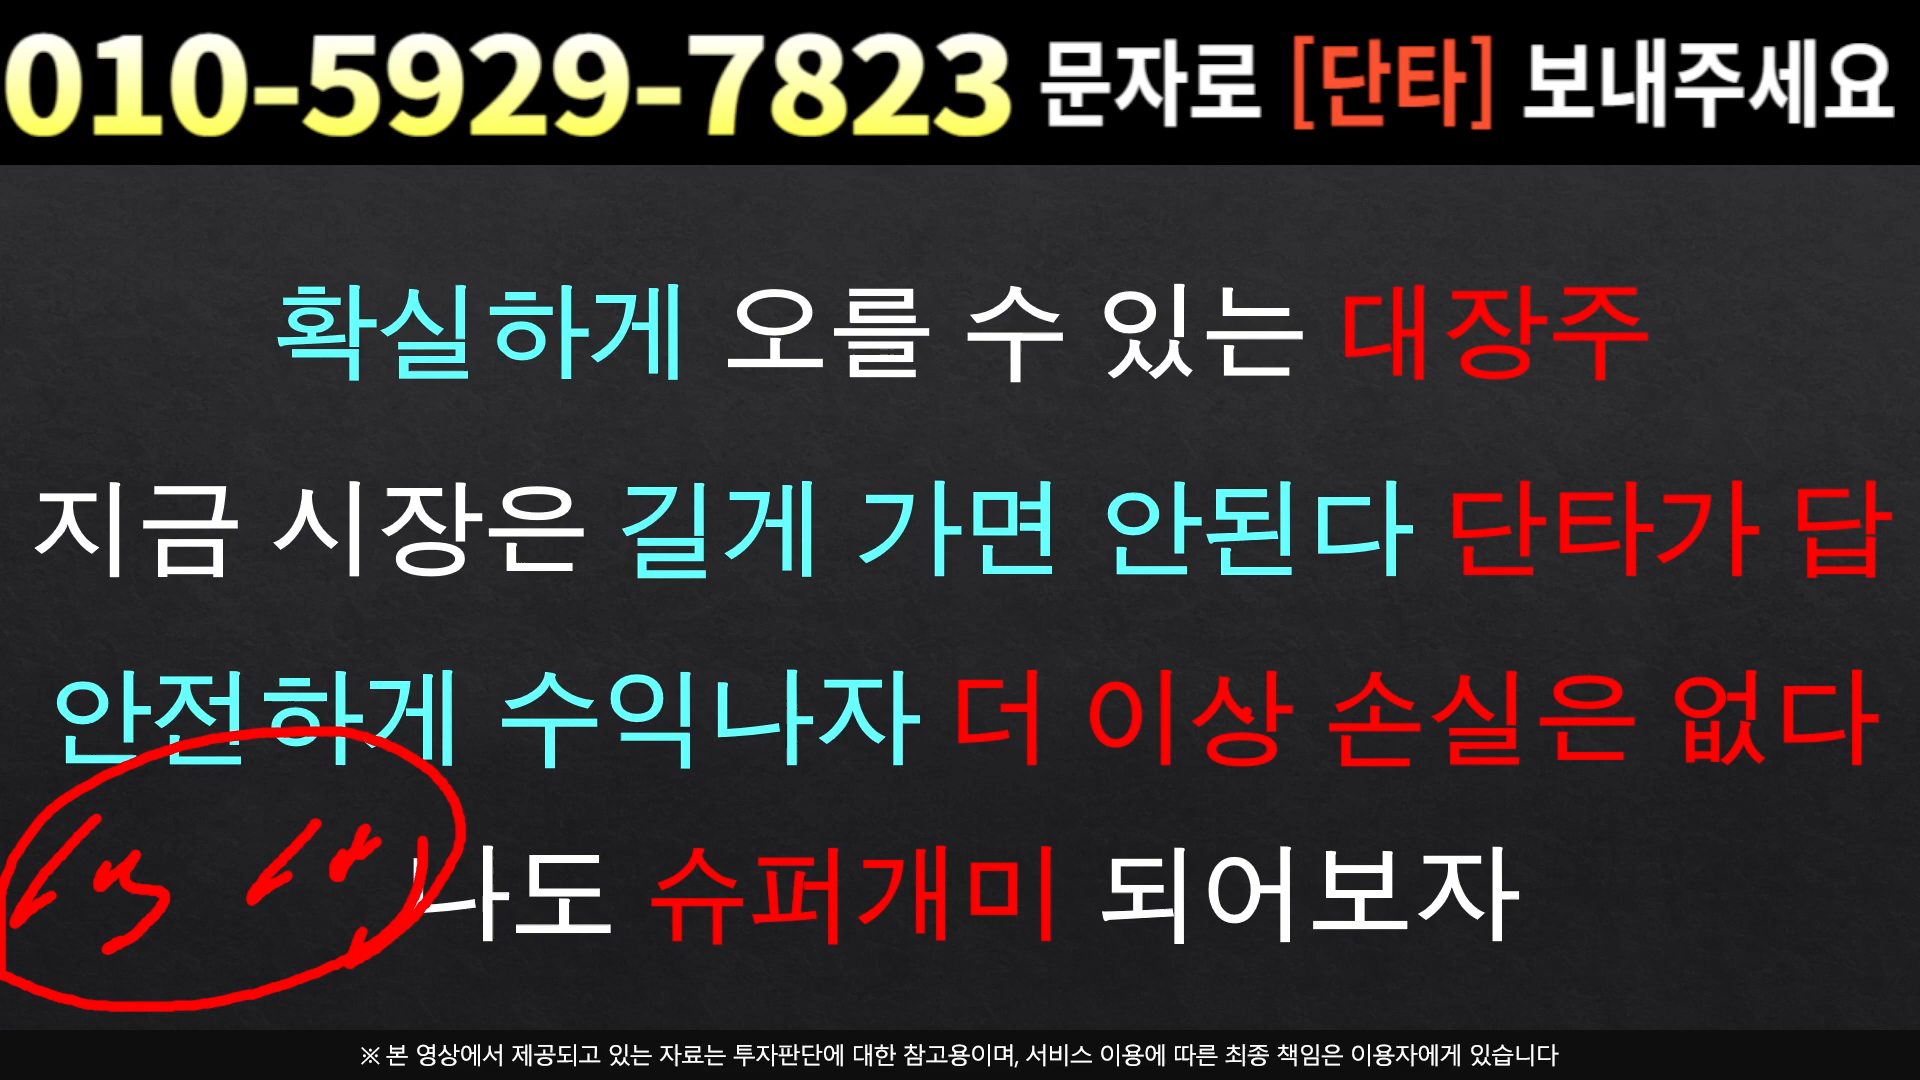 010-5929-7823 문자로 [단타] 보내주세요
확실하게 오를 수 있는 대장주
지금 시장은 길게 가면 안된다 단타가 답
안전하게 수익나자 더 이상 손실은 없다
나도 슈퍼개미 되어보자
※ 본 영상에서 제공되고 있는 자료는 투자판단에 대한 참고용이며, 서비스 이용에 따른 최종 책임은 이용자에게 있습니다